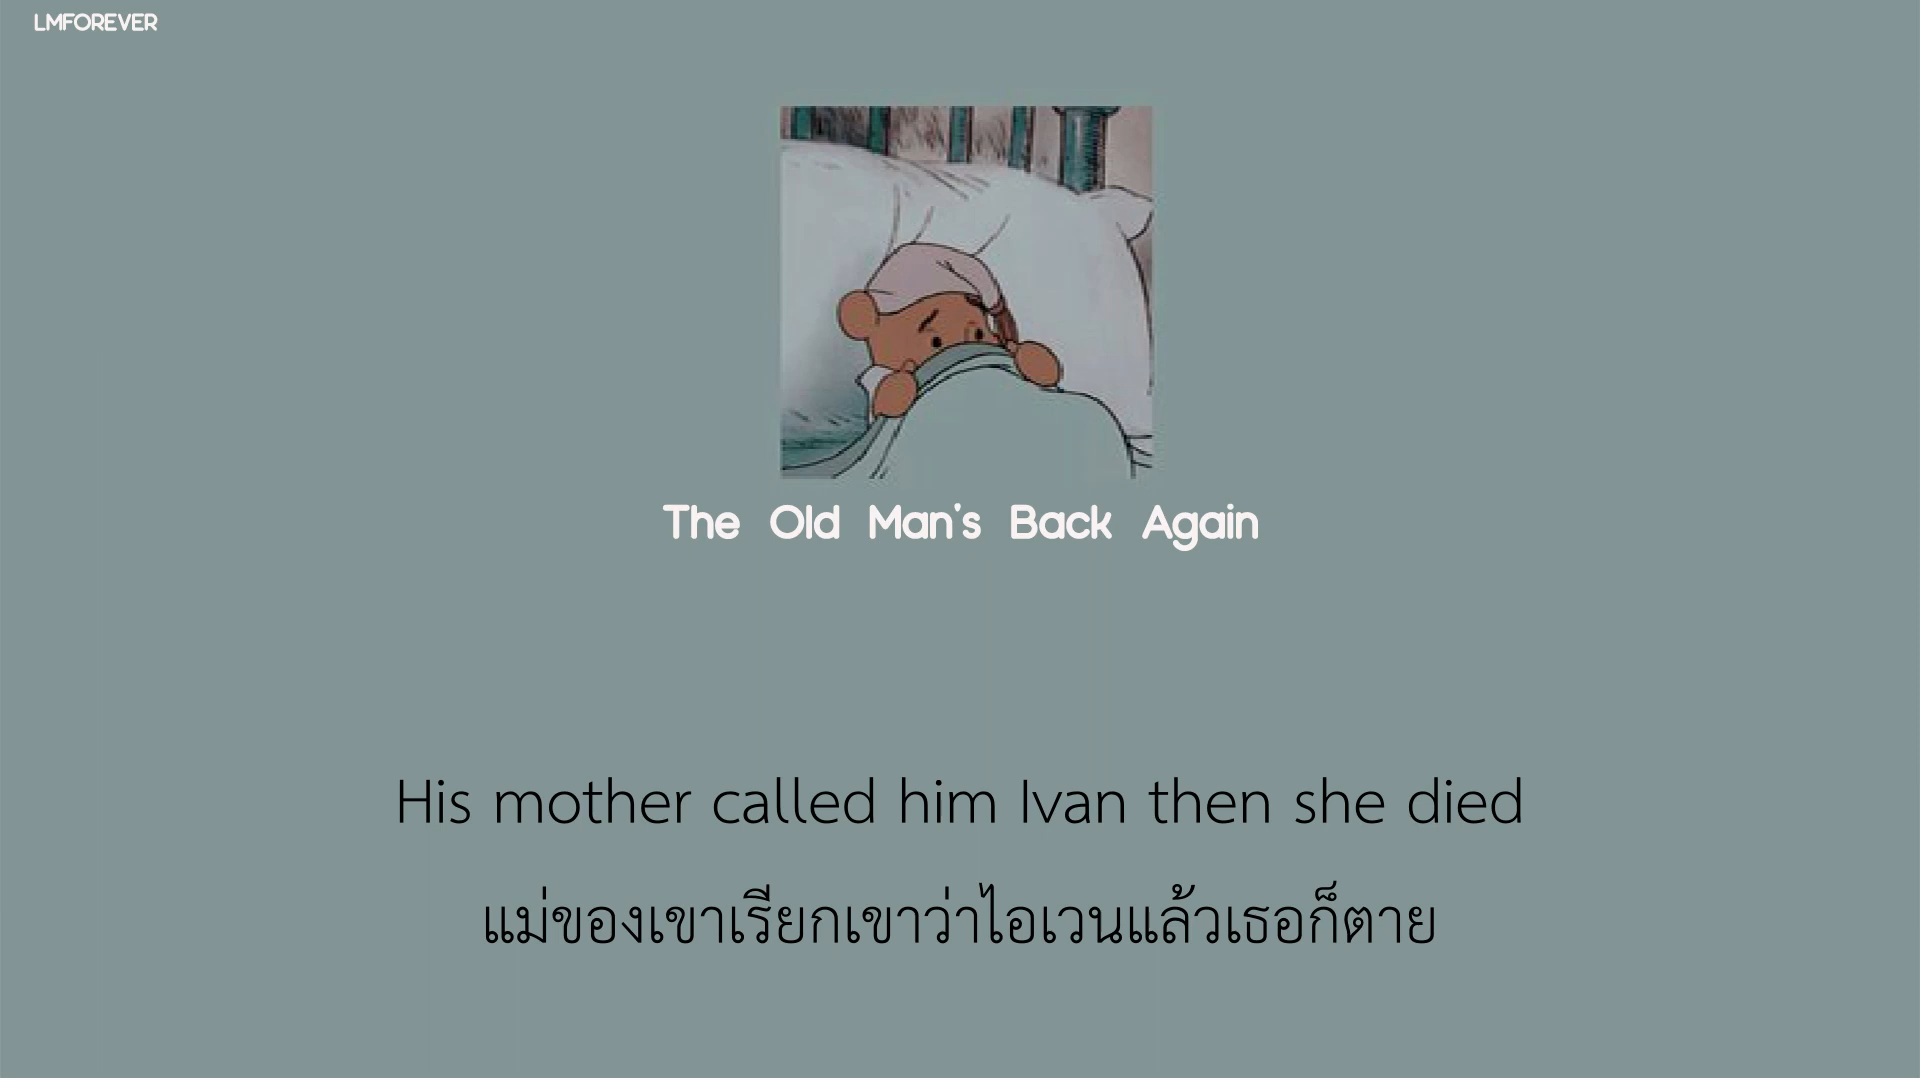 LMFOREVER
The Old Man's Back Again
His mother called him Ivan then she died
แม่ของเขาเรียกเขาว่าไอเวนแล้วเธอก็ตาย